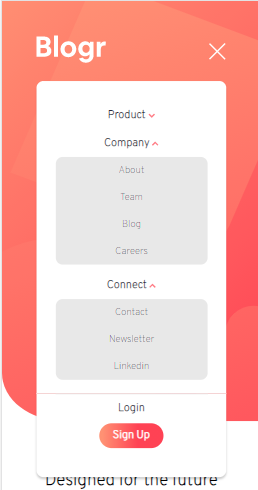 Blogr
Product
Company
About
Team
Blog
Careers
Connect
Contact
Newsletter
Linkedin
Login
Sign Up
Designed for the future